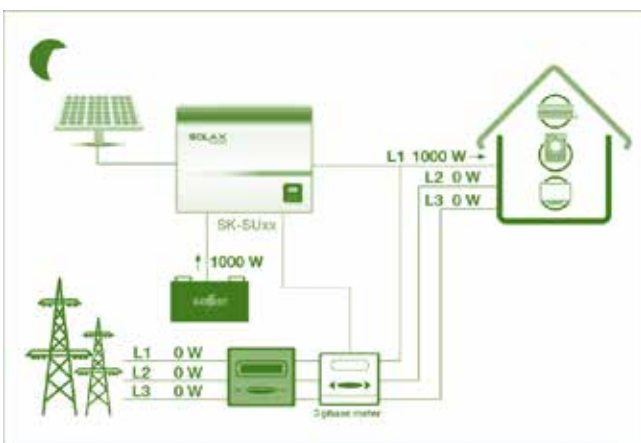 SOLAX
L1 1000 W
L2 0 W
L3 0 W
SK-SUxx
1000 W
L1 0 W
L2 0 W
L3 0 W
3 phase meter